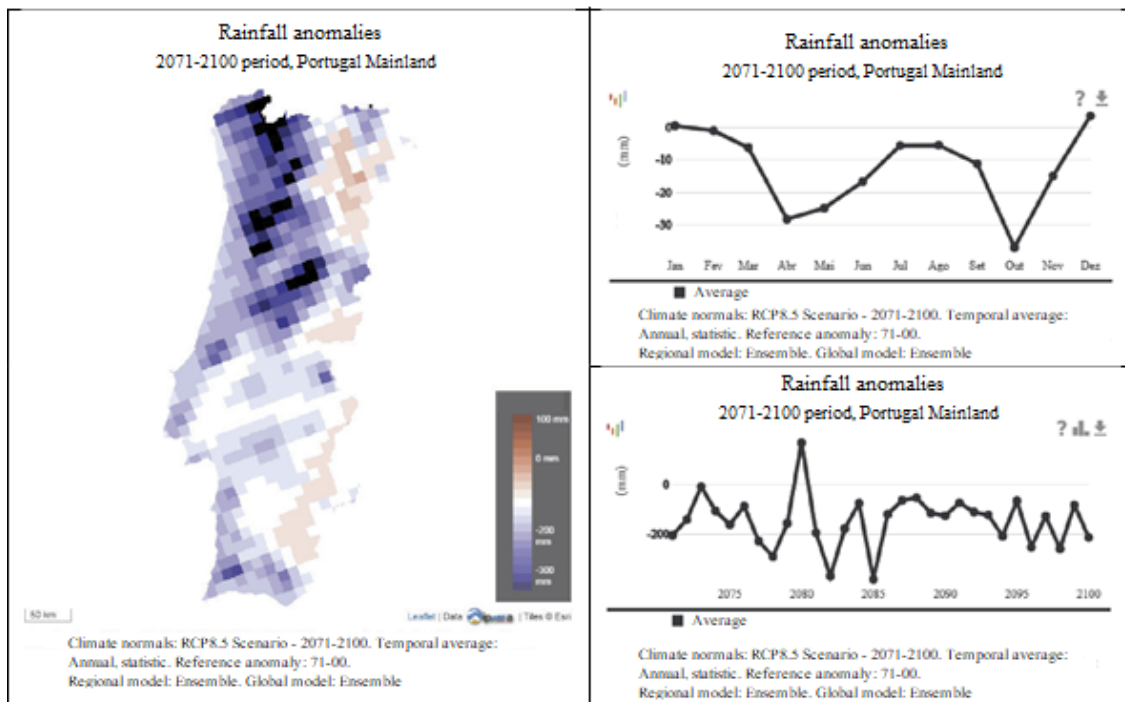 Rainfall anomalies
2071-2100 period, Portugal Mainland
100 mm
0 mm
-200
mm
-300
mm
50 km
Leaflet | Data | Tiles © Esri
Climate normals: RCP8.5 Scenario - 2071-2100. Temporal average:
Annual, statistic. Reference anomaly: 71-00.
Regional model: Ensemble. Global model: Ensemble
Rainfall anomalies
2071-2100 period, Portugal Mainland
?
(mm)
0
-10
-20
-30
Jan Fev Mar Abr Mai Jun Jul Ago Set Out Nov Dez
Average
Climate normals: RCP8.5 Scenario - 2071-2100. Temporal average:
Annual, statistic. Reference anomaly: 71-00.
Regional model: Ensemble. Global model: Ensemble
Rainfall anomalies
2071-2100 period, Portugal Mainland
?
(mm)
0
-200
2075 2080 2085 2090 2095 2100
Average
Climate normals: RCP8.5 Scenario - 2071-2100. Temporal average:
Annual, statistic. Reference anomaly: 71-00.
Regional model: Ensemble. Global model: Ensemble